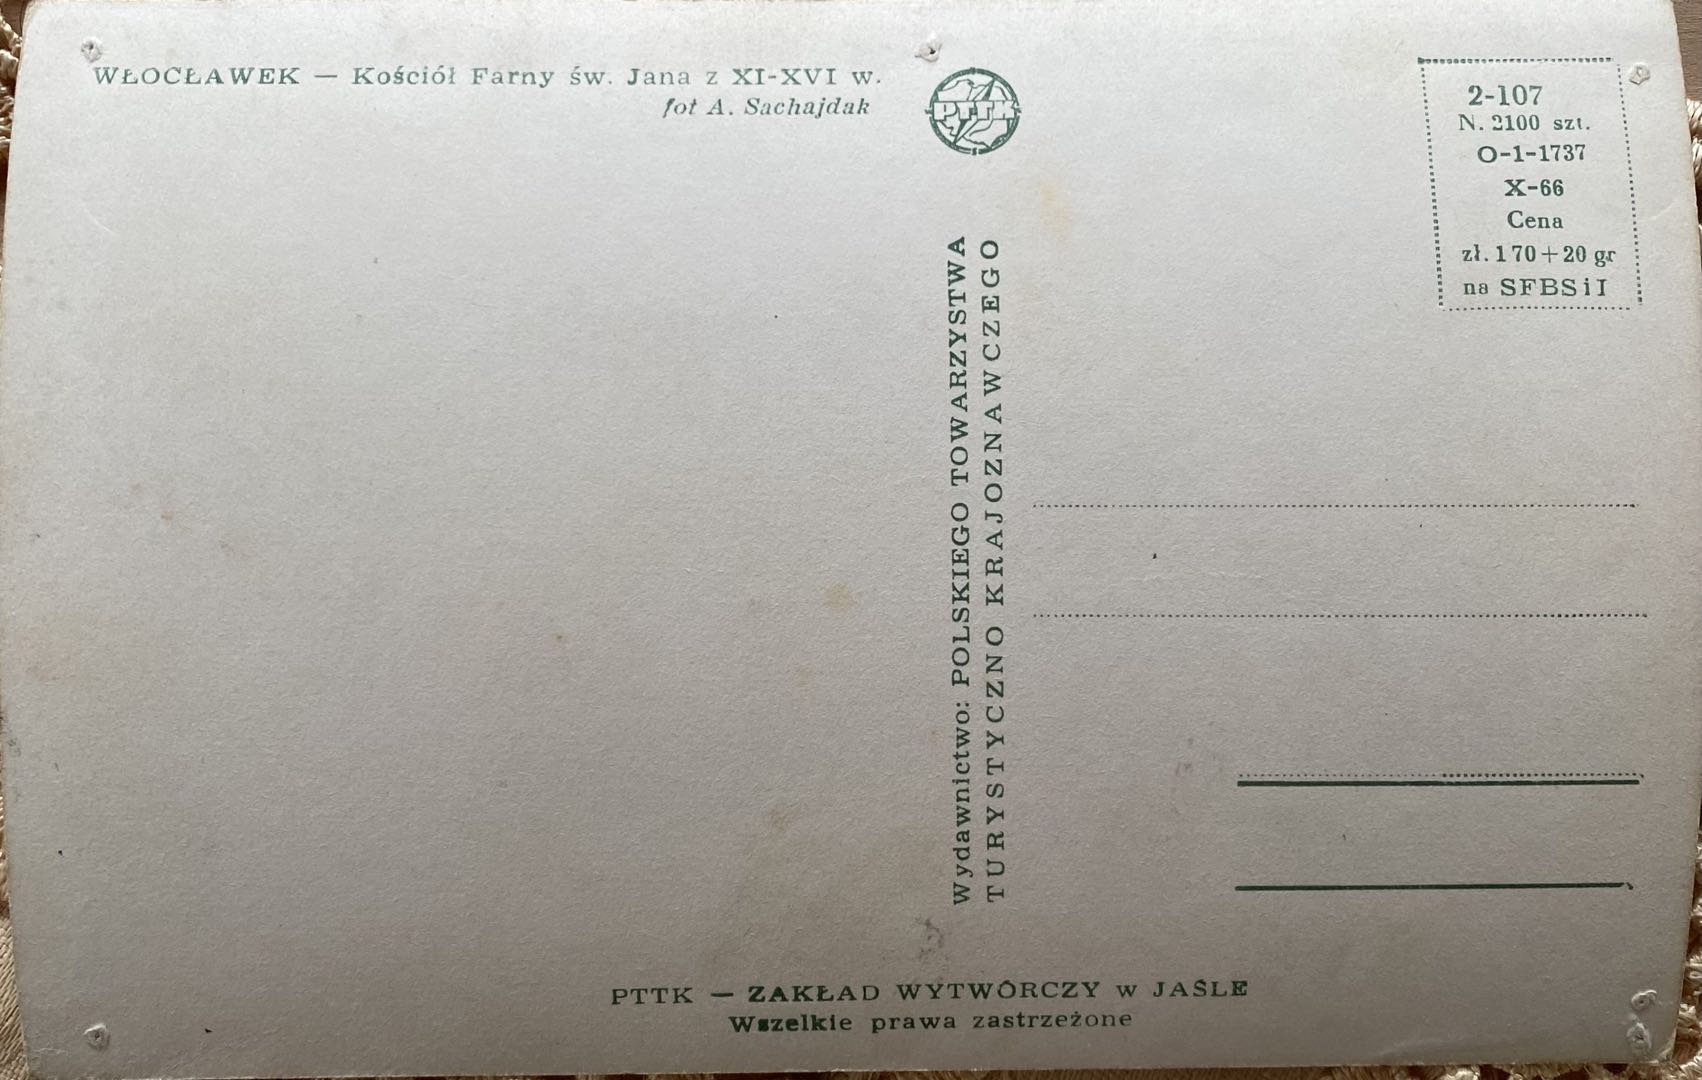 WŁOCŁAWEK — Kościół Farny św. Jana z XI-XVI w.
fot A. Sachajdak
PTTK
2-107
N. 2100 szt.
O-1-1737
X-66
Cena
zł. 1 70 + 20 gr
na SFBSiI
Wydawnictwo: POLSKIEGO TOWARZYSTWA
TURYSTYCZNO KRAJOZNAWCZEGO
PTTK — ZAKŁAD WYTWÓRCZY w JAŚLE
Wszelkie prawa zastrzeżone